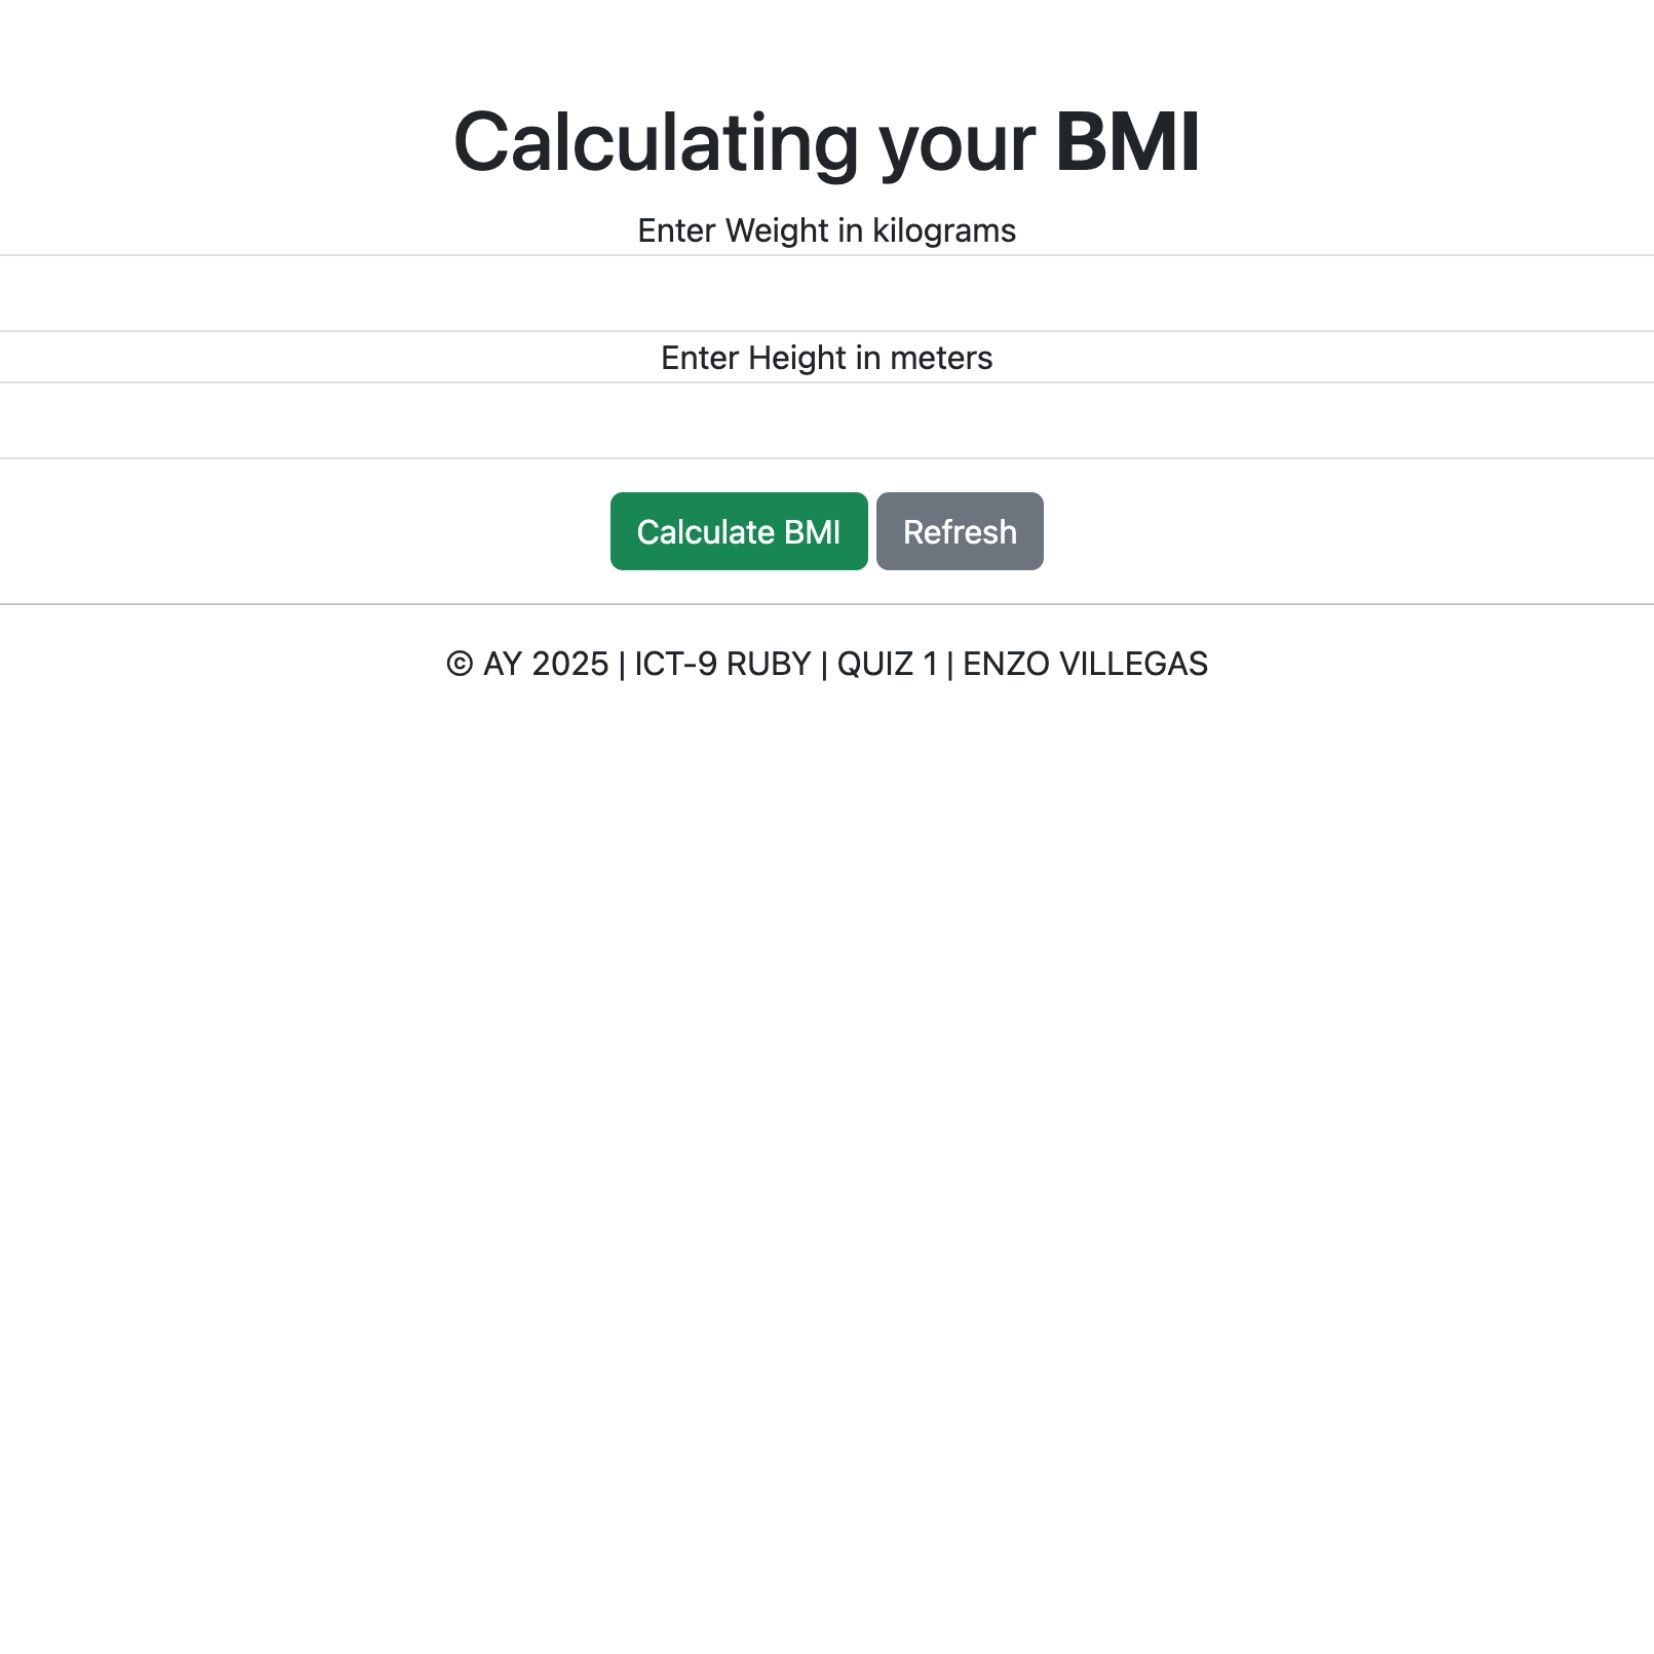 Calculating your BMI
Enter Weight in kilograms
Enter Height in meters
Calculate BMI Refresh
© AY 2025 | ICT-9 RUBY | QUIZ 1 | ENZO VILLEGAS